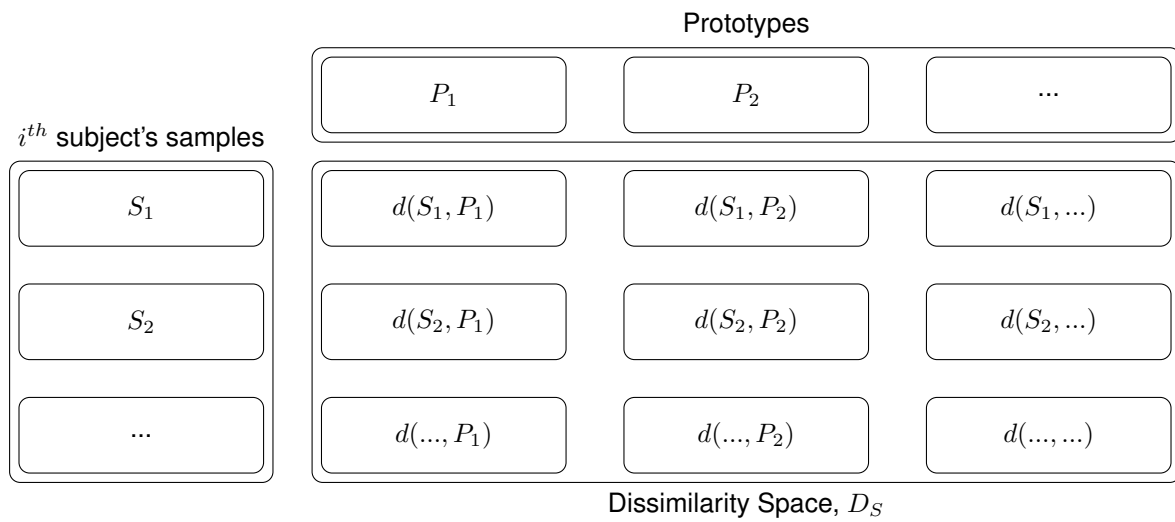 Prototypes
P₁ P₂ ...
iᵗʰ subject's samples
S₁ d(S₁, P₁) d(S₁, P₂) d(S₁, ...)
S₂ d(S₂, P₁) d(S₂, P₂) d(S₂, ...)
... d(..., P₁) d(..., P₂) d(..., ...)
Dissimilarity Space, D_S